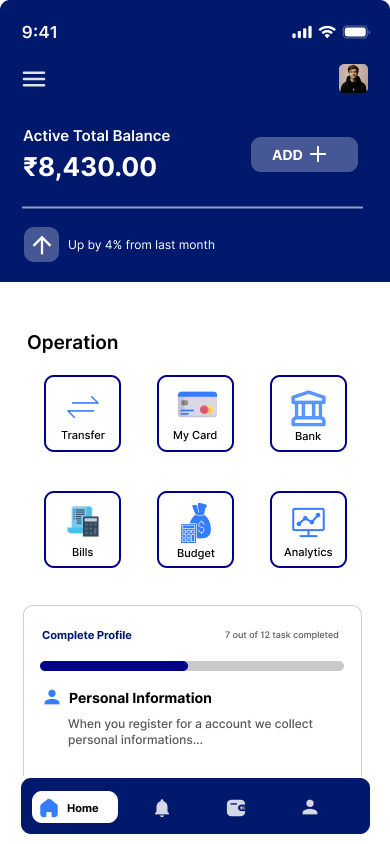 9:41
Active Total Balance
₹8,430.00
ADD
Up by 4% from last month
Operation
Transfer
My Card
Bank
Bills
Budget
Analytics
Complete Profile
7 out of 12 task completed
Personal Information
When you register for a account we collect
personal informations...
Home